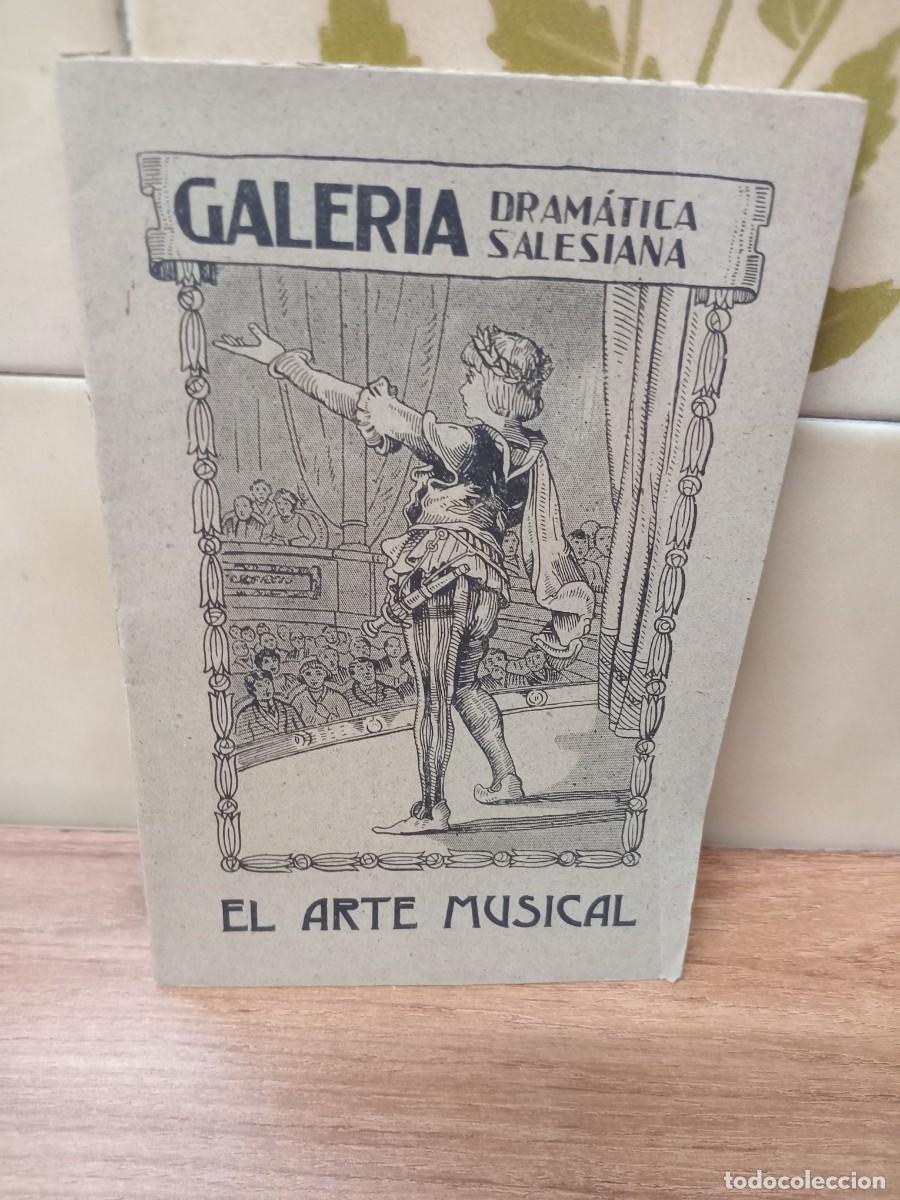 GALERIA DRAMÁTICA
SALESIANA
EL ARTE MUSICAL
todocoleccion